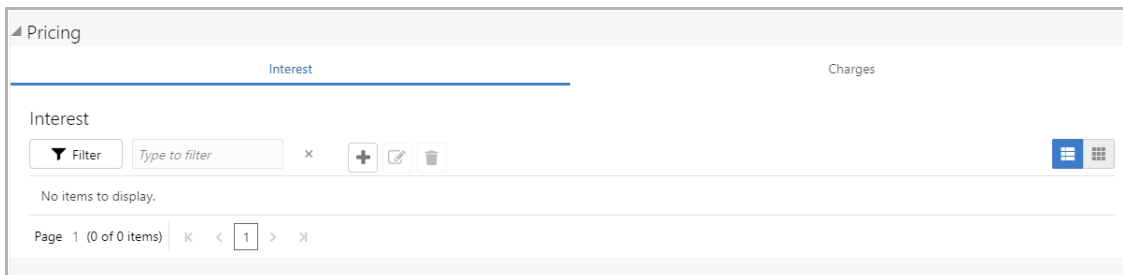 Pricing
Interest Charges
Interest
Filter Type to filter
No items to display.
Page 1 (0 of 0 items) 1